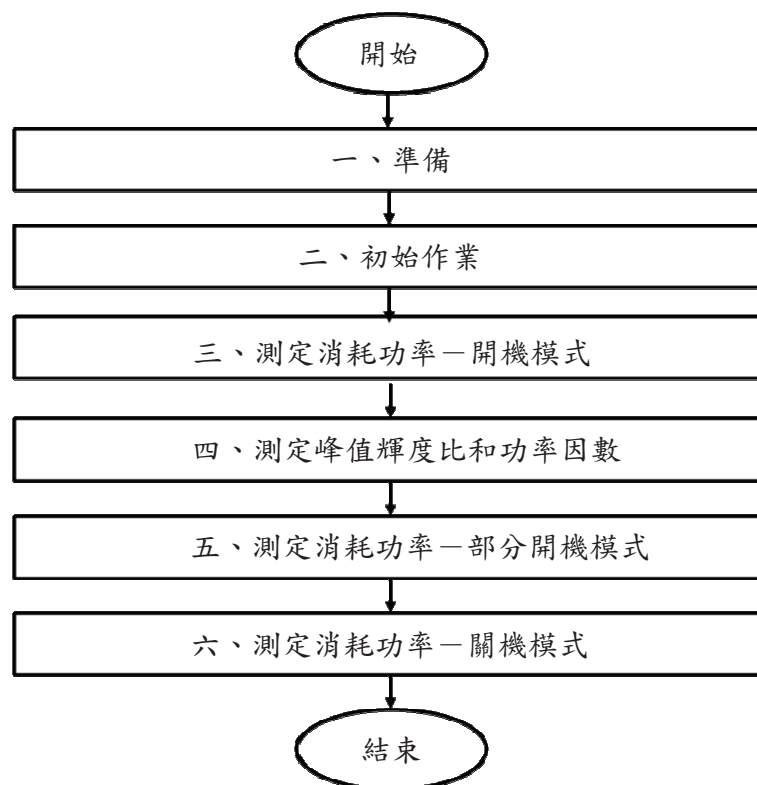 開始
一、準備
二、初始作業
三、測定消耗功率－開機模式
四、測定峰值輝度比和功率因數
五、測定消耗功率－部分開機模式
六、測定消耗功率－關機模式
結束